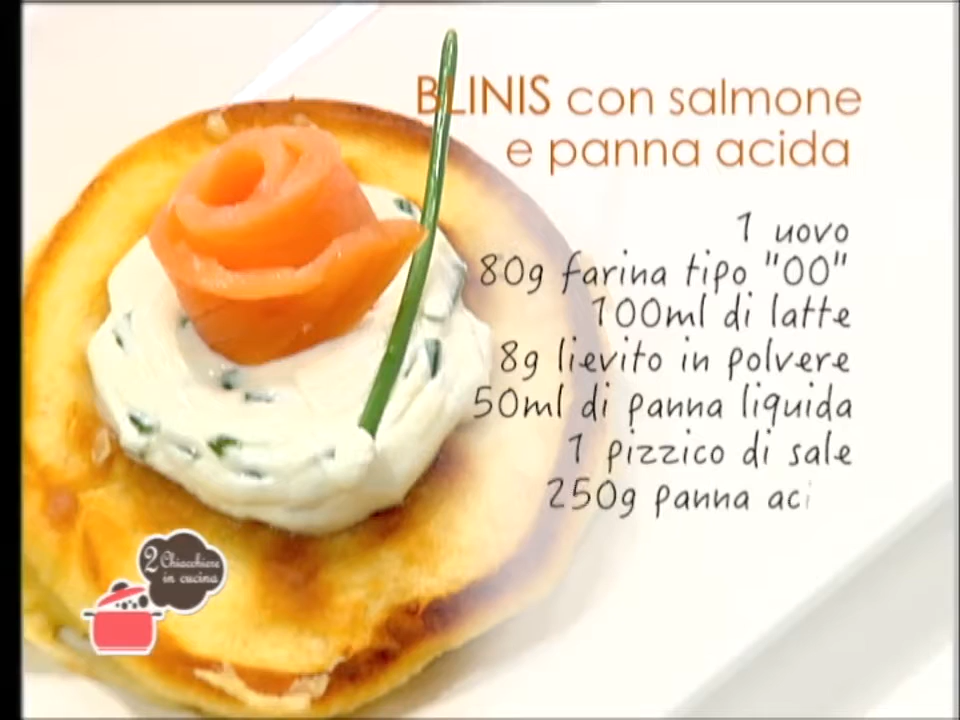 BLINIS con salmone
e panna acida
1 uovo
80g farina tipo "00"
100ml di latte
8g lievito in polvere
50ml di panna liquida
1 pizzico di sale
250g panna aci
2 Chiacchiere
in cucina